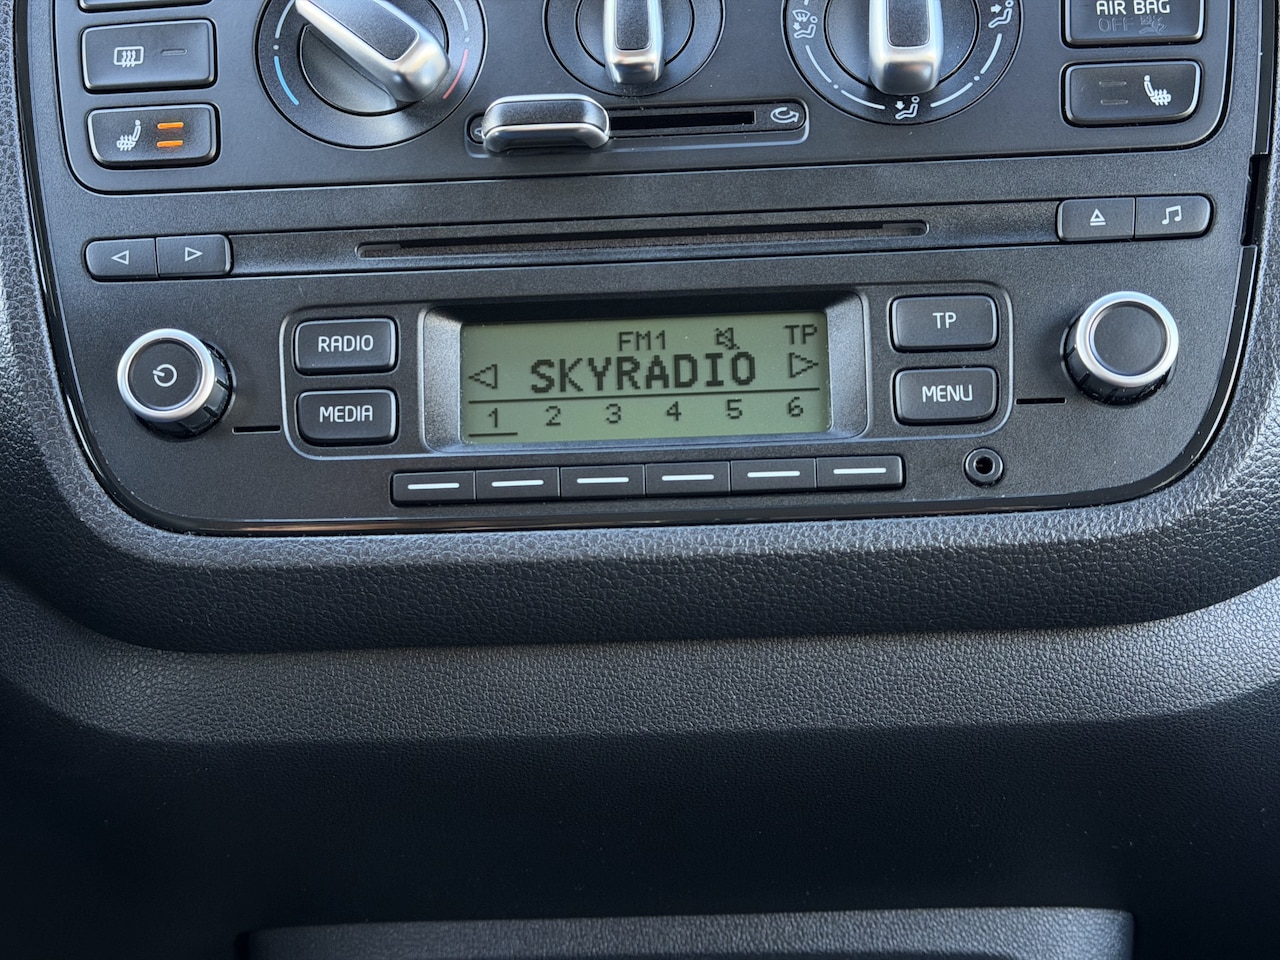 AIR BAG
OFF
RADIO
MEDIA
FM1 TP
SKYRADIO
1 2 3 4 5 6
TP
MENU